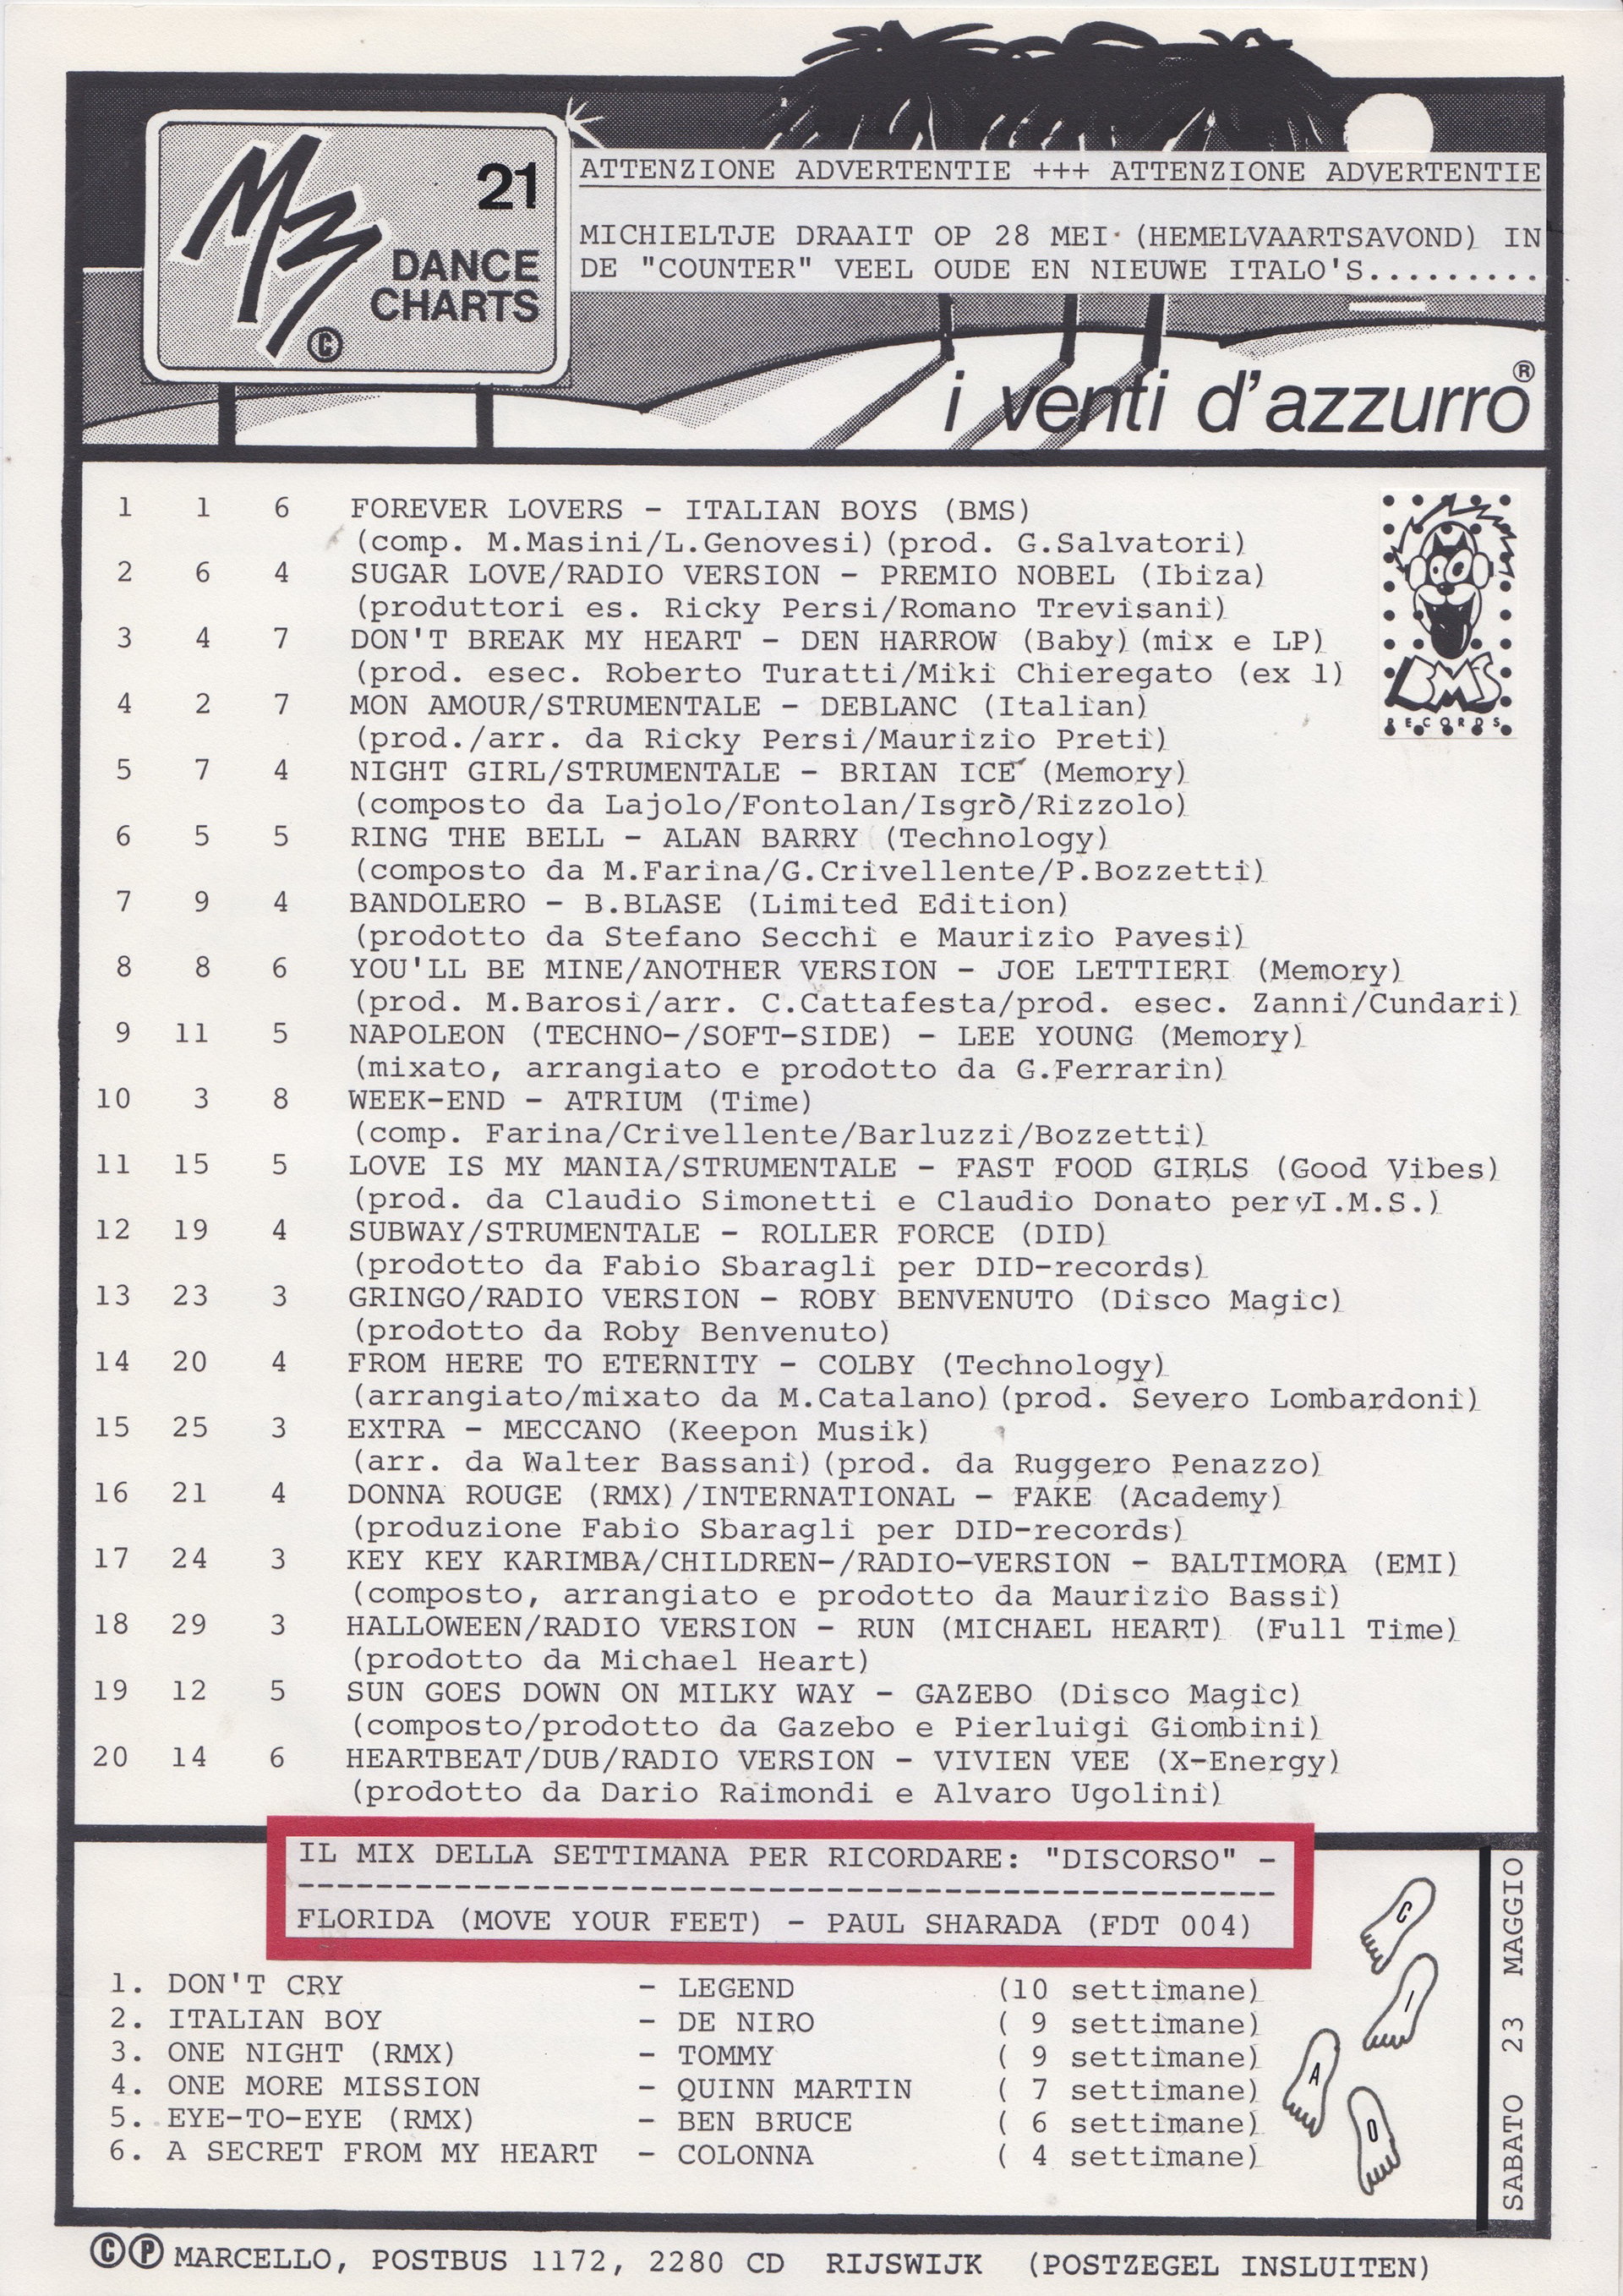 M3
21
DANCE
CHARTS
©
ATTENZIONE ADVERTENTIE +++ ATTENZIONE ADVERTENTIE
MICHIELTJE DRAAIT OP 28 MEI (HEMELVAARTSAVOND) IN
DE "COUNTER" VEEL OUDE EN NIEUWE ITALO'S.........
i venti d'azzurro®
1 1 6 FOREVER LOVERS - ITALIAN BOYS (BMS)
(comp. M.Masini/L.Genovesi)(prod. G.Salvatori)
2 6 4 SUGAR LOVE/RADIO VERSION - PREMIO NOBEL (Ibiza)
(produttori es. Ricky Persi/Romano Trevisani)
3 4 7 DON'T BREAK MY HEART - DEN HARROW (Baby)(mix e LP)
(prod. esec. Roberto Turatti/Miki Chieregato (ex 1)
4 2 7 MON AMOUR/STRUMENTALE - DEBLANC (Italian)
(prod./arr. da Ricky Persi/Maurizio Preti)
5 7 4 NIGHT GIRL/STRUMENTALE - BRIAN ICE (Memory)
(composto da Lajolo/Fontolan/Isgrò/Rizzolo)
6 5 5 RING THE BELL - ALAN BARRY (Technology)
(composto da M.Farina/G.Crivellente/P.Bozzetti)
7 9 4 BANDOLERO - B.BLASE (Limited Edition)
(prodotto da Stefano Secchi e Maurizio Pavesi)
8 8 6 YOU'LL BE MINE/ANOTHER VERSION - JOE LETTIERI (Memory)
(prod. M.Barosi/arr. C.Cattafesta/prod. esec. Zanni/Cundari)
9 11 5 NAPOLEON (TECHNO-/SOFT-SIDE) - LEE YOUNG (Memory)
(mixato, arrangiato e prodotto da G.Ferrarin)
10 3 8 WEEK-END - ATRIUM (Time)
(comp. Farina/Crivellente/Barluzzi/Bozzetti)
11 15 5 LOVE IS MY MANIA/STRUMENTALE - FAST FOOD GIRLS (Good Vibes)
(prod. da Claudio Simonetti e Claudio Donato per I.M.S.)
12 19 4 SUBWAY/STRUMENTALE - ROLLER FORCE (DID)
(prodotto da Fabio Sbaragli per DID-records)
13 23 3 GRINGO/RADIO VERSION - ROBY BENVENUTO (Disco Magic)
(prodotto da Roby Benvenuto)
14 20 4 FROM HERE TO ETERNITY - COLBY (Technology)
(arrangiato/mixato da M.Catalano)(prod. Severo Lombardoni)
15 25 3 EXTRA - MECCANO (Keepon Musik)
(arr. da Walter Bassani)(prod. da Ruggero Penazzo)
16 21 4 DONNA ROUGE (RMX)/INTERNATIONAL - FAKE (Academy)
(produzione Fabio Sbaragli per DID-records)
17 24 3 KEY KEY KARIMBA/CHILDREN-/RADIO-VERSION - BALTIMORA (EMI)
(composto, arrangiato e prodotto da Maurizio Bassi)
18 29 3 HALLOWEEN/RADIO VERSION - RUN (MICHAEL HEART) (Full Time)
(prodotto da Michael Heart)
19 12 5 SUN GOES DOWN ON MILKY WAY - GAZEBO (Disco Magic)
(composto/prodotto da Gazebo e Pierluigi Giombini)
20 14 6 HEARTBEAT/DUB/RADIO VERSION - VIVIEN VEE (X-Energy)
(prodotto da Dario Raimondi e Alvaro Ugolini)
BMS
RECORDS
IL MIX DELLA SETTIMANA PER RICORDARE: "DISCORSO" -
--------------------------------------------------
FLORIDA (MOVE YOUR FEET) - PAUL SHARADA (FDT 004)
1. DON'T CRY - LEGEND (10 settimane)
2. ITALIAN BOY - DE NIRO ( 9 settimane)
3. ONE NIGHT (RMX) - TOMMY ( 9 settimane)
4. ONE MORE MISSION - QUINN MARTIN ( 7 settimane)
5. EYE-TO-EYE (RMX) - BEN BRUCE ( 6 settimane)
6. A SECRET FROM MY HEART - COLONNA ( 4 settimane)
C
I
A
O
SABATO 23 MAGGIO
©Ⓟ MARCELLO, POSTBUS 1172, 2280 CD RIJSWIJK (POSTZEGEL INSLUITEN)